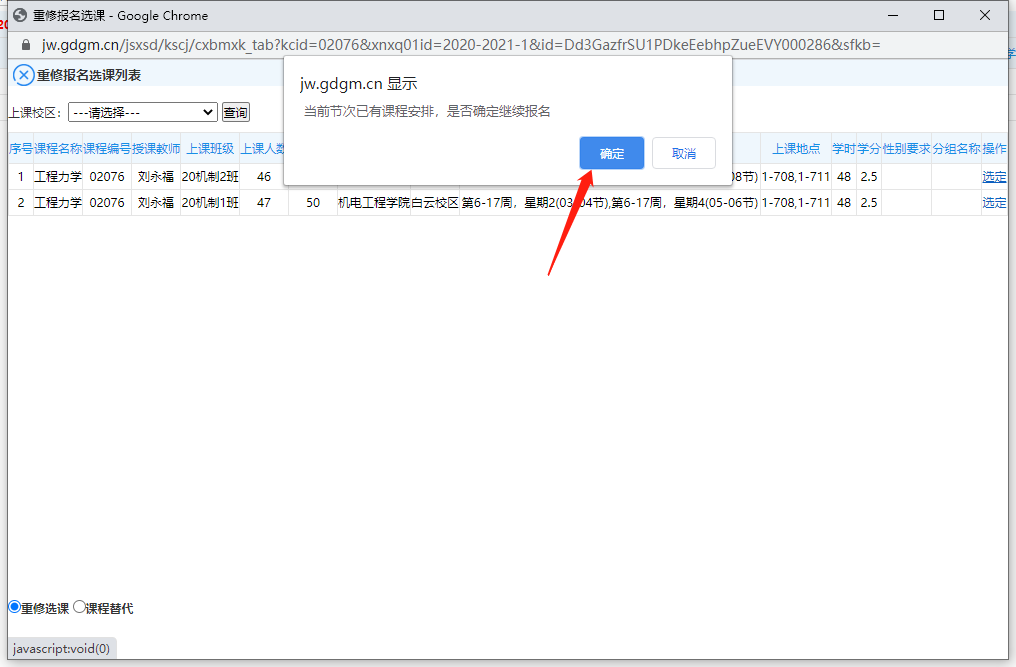 重修报名选课 - Google Chrome
jw.gdgm.cn/jsxsd/kscj/cxbmxk_tab?kcid=02076&xnxq01id=2020-2021-1&id=Dd3GazfrSU1PDkeEebhpZueEVY000286&sfkb=
重修报名选课列表
jw.gdgm.cn 显示
当前节次已有课程安排，是否确定继续报名
确定 取消
上课校区： ---请选择--- 查询
序号 课程名称 课程编号 授课教师 上课班级 上课人数 上课地点 学时 学分 性别要求 分组名称 操作
1 工程力学 02076 刘永福 20机制2班 46 08节) 1-708,1-711 48 2.5 选定
2 工程力学 02076 刘永福 20机制1班 47 50 机电工程学院 白云校区 第6-17周，星期2(03-04节),第6-17周，星期4(05-06节) 1-708,1-711 48 2.5 选定
重修选课 课程替代
javascript:void(0)